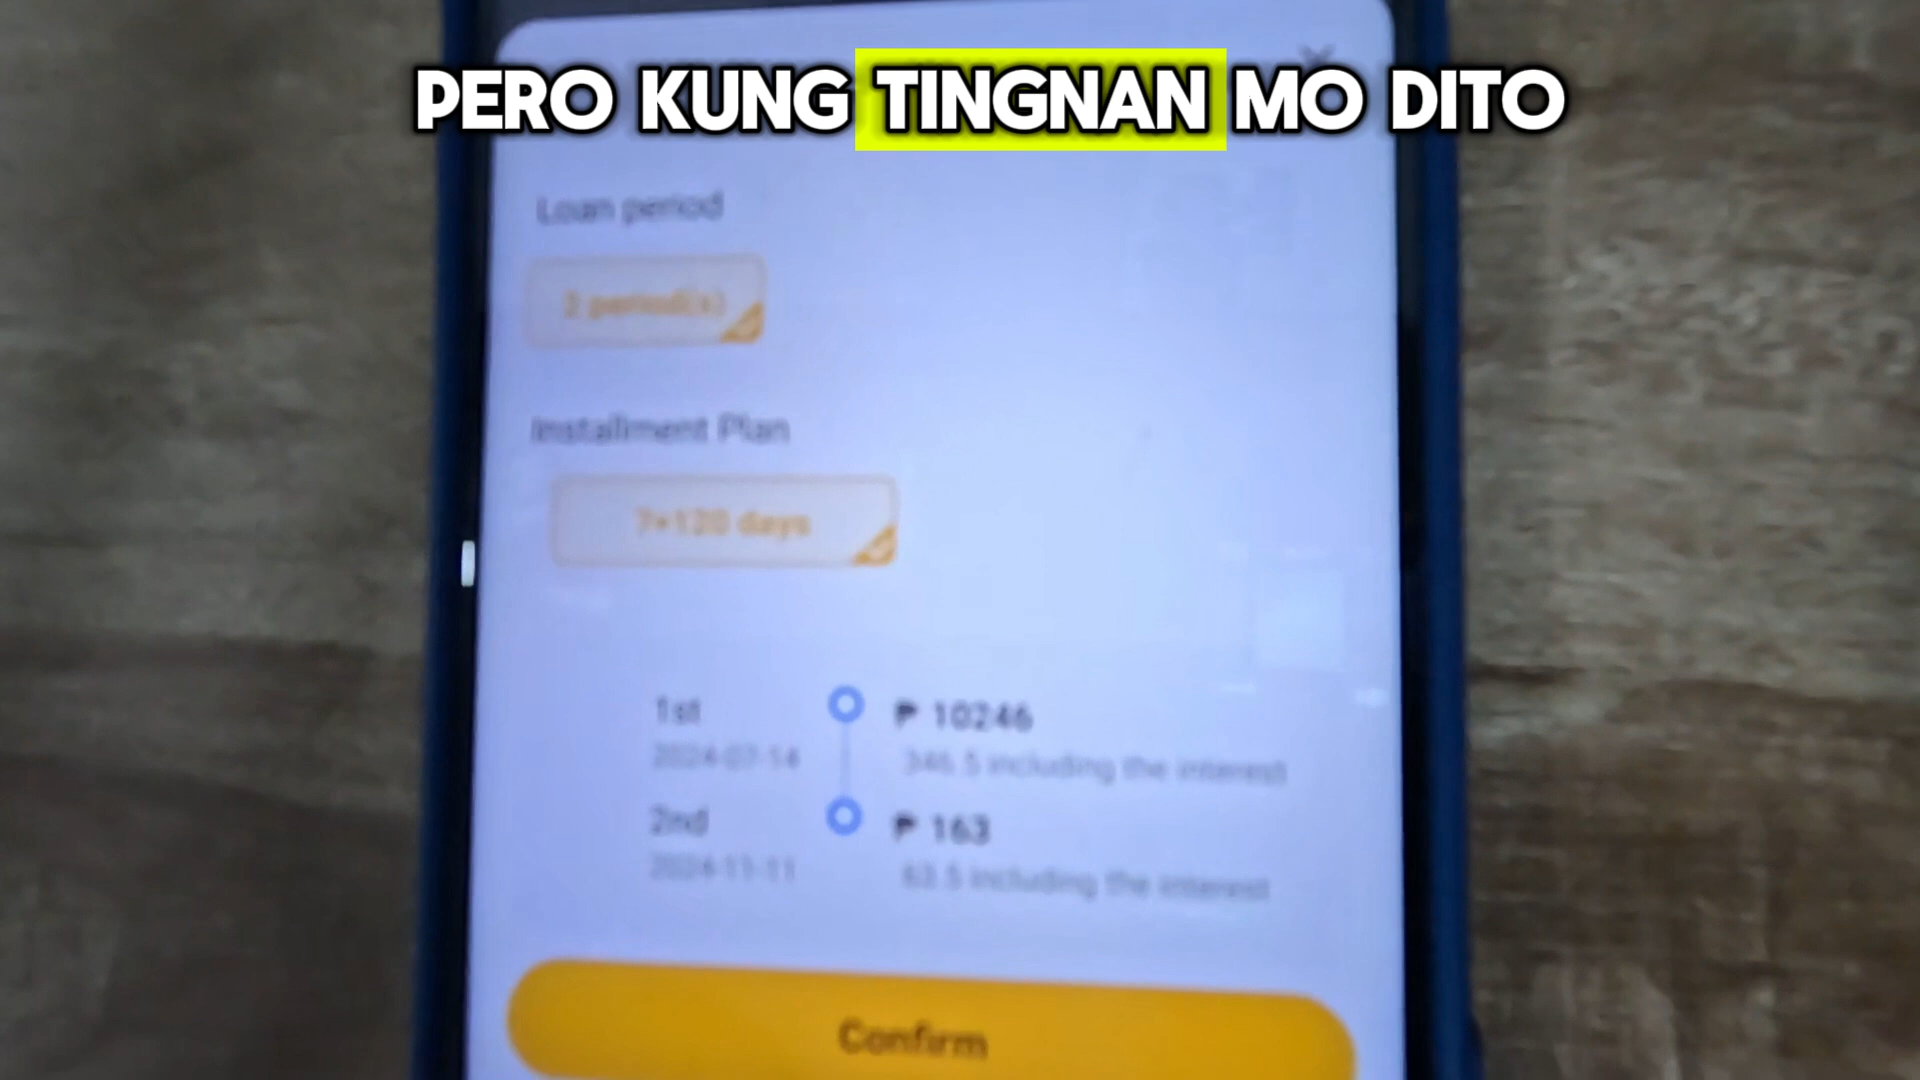 PERO KUNG TINGNAN MO DITO
Loan period
2 period(s)
Installment Plan
7+120 days
1st
₱ 10246
2024-07-14
346.5 including the interest
2nd
₱ 163
2024-11-11
63.5 including the interest
Confirm